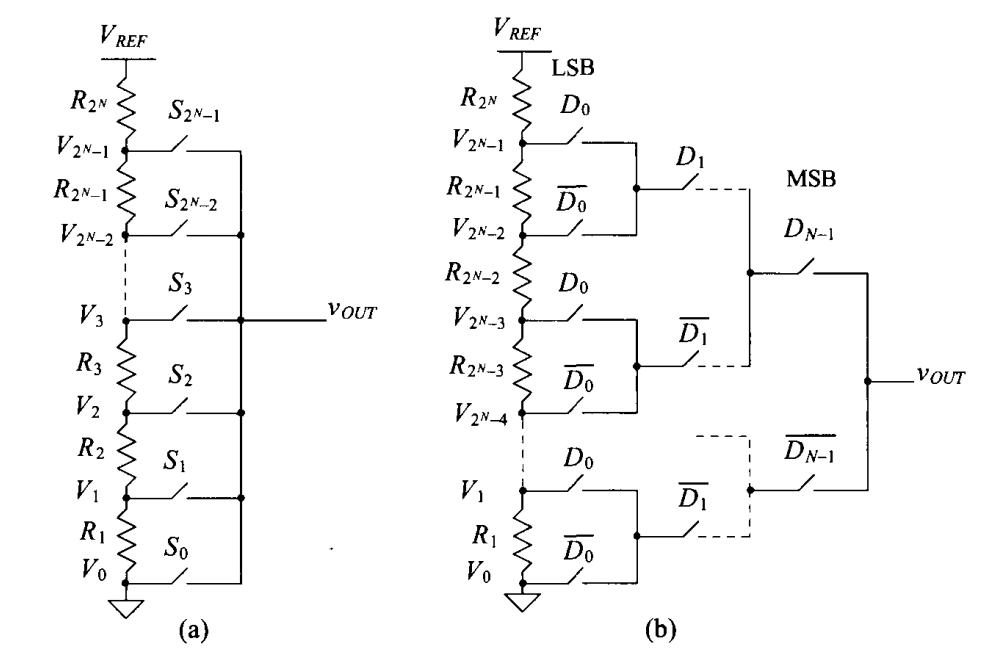 V_{REF}
R_{2^N}
S_{2^N-1}
V_{2^N-1}
R_{2^N-1}
S_{2^N-2}
V_{2^N-2}
S_3
V_3
v_{OUT}
R_3
S_2
V_2
R_2
S_1
V_1
R_1
S_0
V_0
(a)
V_{REF}
LSB
R_{2^N}
D_0
V_{2^N-1}
D_1
R_{2^N-1}
\overline{D_0}
MSB
V_{2^N-2}
D_{N-1}
R_{2^N-2}
D_0
V_{2^N-3}
\overline{D_1}
R_{2^N-3}
\overline{D_0}
v_{OUT}
V_{2^N-4}
D_0
\overline{D_{N-1}}
V_1
\overline{D_1}
R_1
\overline{D_0}
V_0
(b)